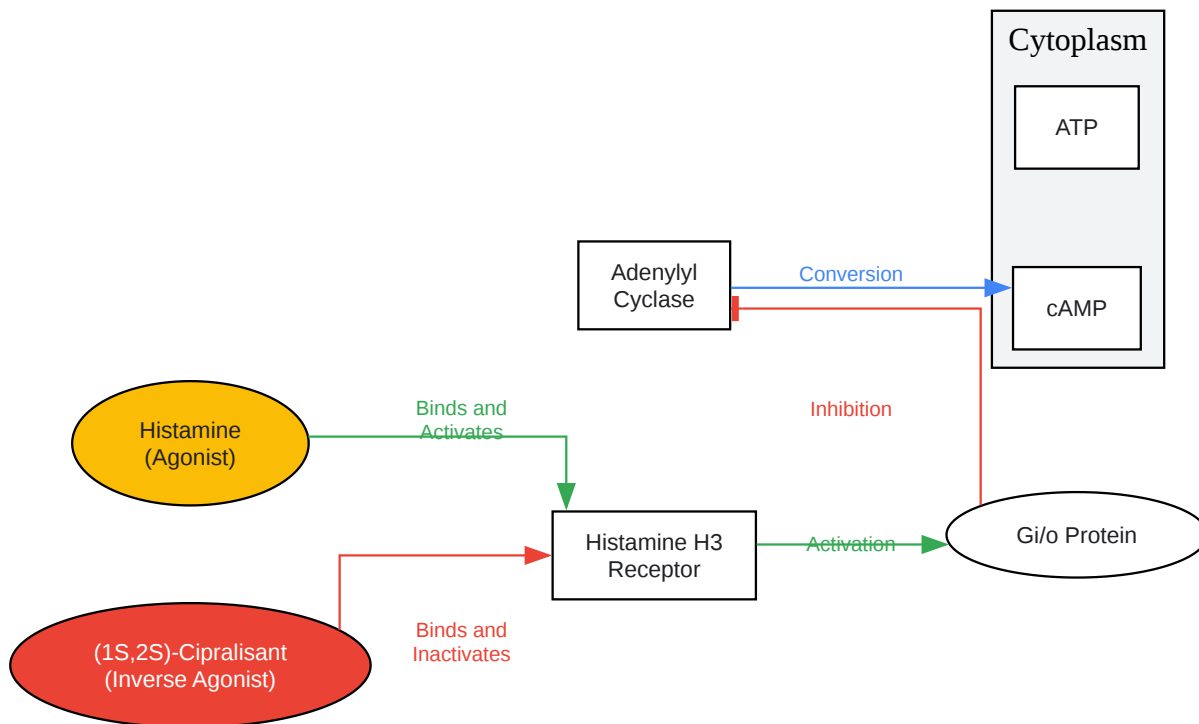 Cytoplasm
ATP
Adenylyl
Cyclase
Conversion
cAMP
Histamine
(Agonist)
Binds and
Activates
Inhibition
Histamine H3
Receptor
Activation
Gi/o Protein
(1S,2S)-Cipralisant
(Inverse Agonist)
Binds and
Inactivates